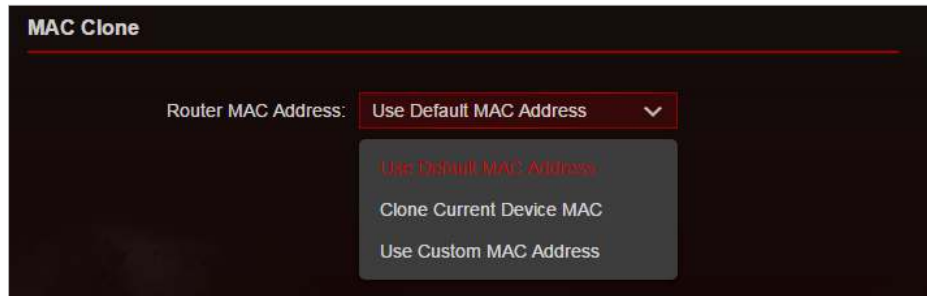 MAC Clone
Router MAC Address: Use Default MAC Address
Use Default MAC Address
Clone Current Device MAC
Use Custom MAC Address